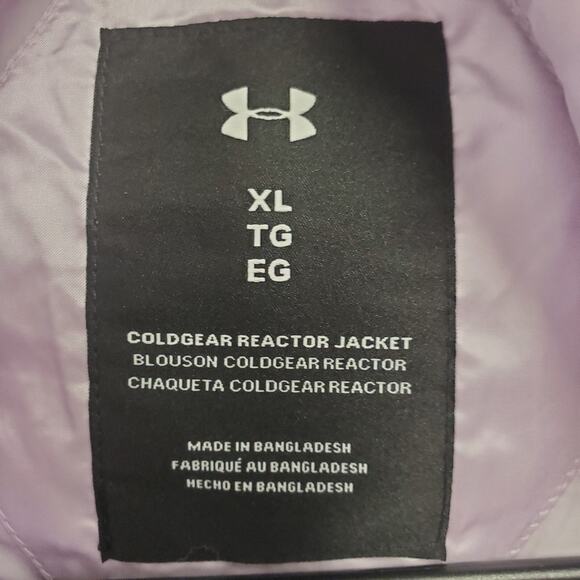 XL
TG
EG
COLDGEAR REACTOR JACKET
BLOUSON COLDGEAR REACTOR
CHAQUETA COLDGEAR REACTOR
MADE IN BANGLADESH
FABRIQUÉ AU BANGLADESH
HECHO EN BANGLADESH